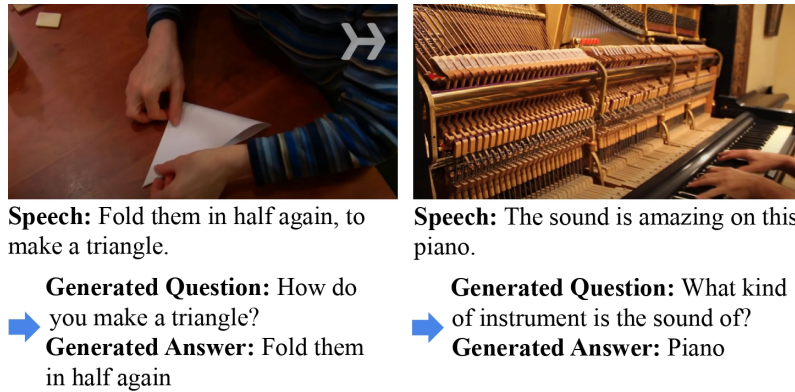 Speech: Fold them in half again, to
make a triangle.
Generated Question: How do
you make a triangle?
Generated Answer: Fold them
in half again
Speech: The sound is amazing on this
piano.
Generated Question: What kind
of instrument is the sound of?
Generated Answer: Piano